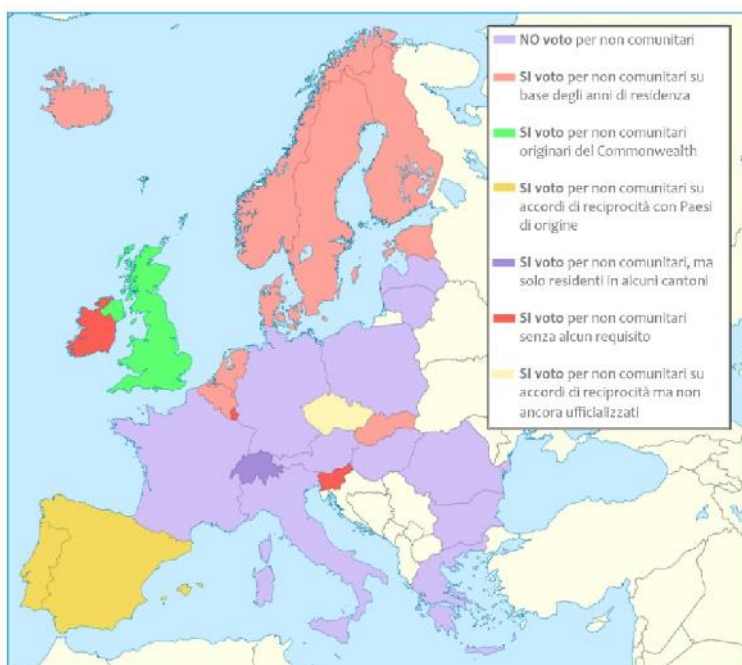 NO voto per non comunitari
SI voto per non comunitari su
base degli anni di residenza
SI voto per non comunitari
originari del Commonwealth
SI voto per non comunitari su
accordi di reciprocità con Paesi
di origine
SI voto per non comunitari, ma
solo residenti in alcuni cantoni
SI voto per non comunitari
senza alcun requisito
SI voto per non comunitari su
accordi di reciprocità ma non
ancora ufficializzati